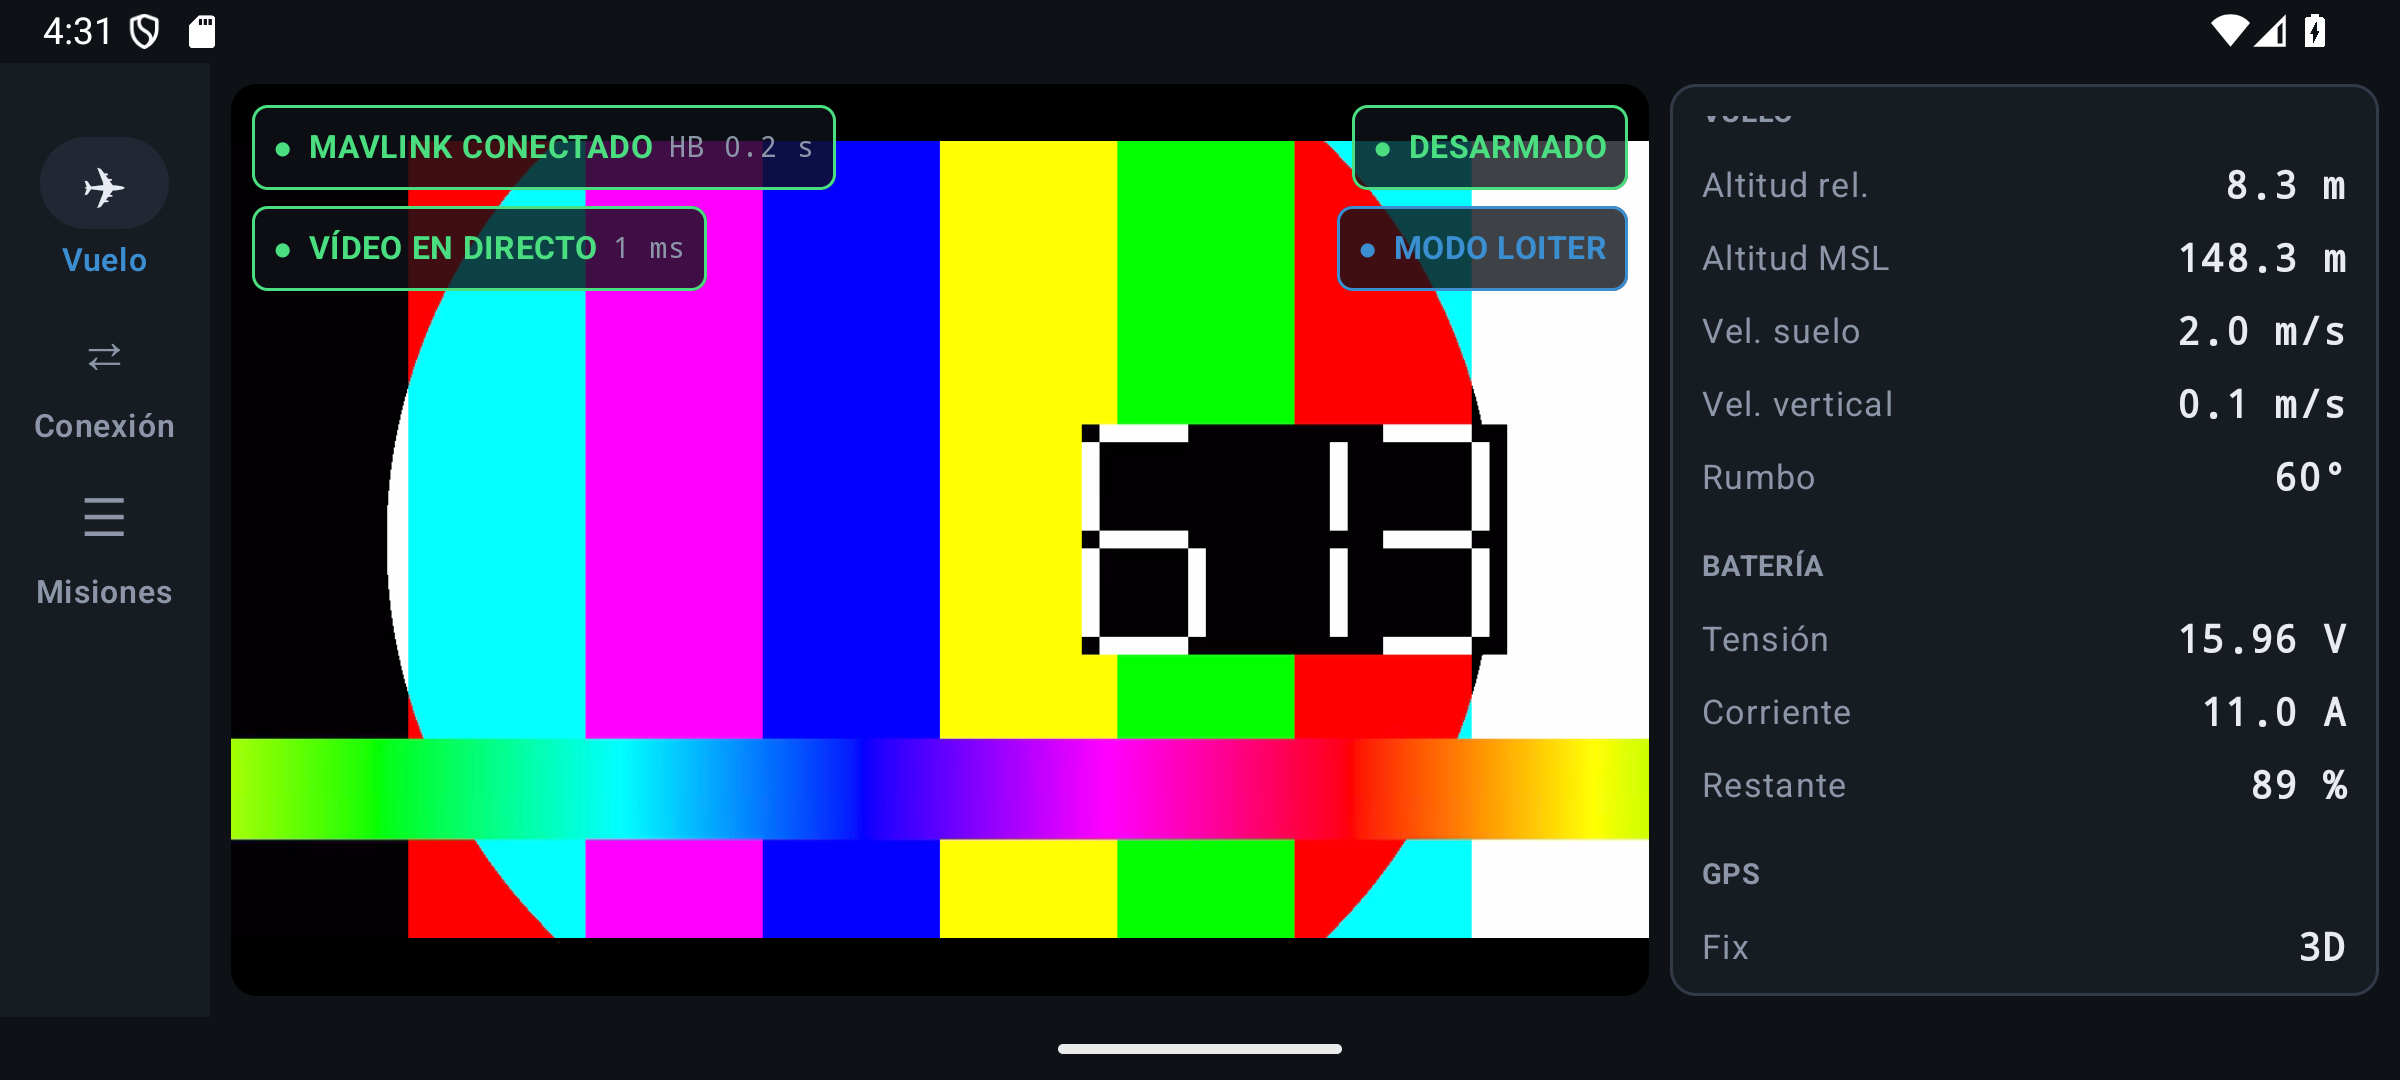 4:31
Vuelo
Conexión
Misiones
MAVLINK CONECTADO HB 0.2 s
VÍDEO EN DIRECTO 1 ms
DESARMADO
MODO LOITER
613
VUELO
Altitud rel. 8.3 m
Altitud MSL 148.3 m
Vel. suelo 2.0 m/s
Vel. vertical 0.1 m/s
Rumbo 60°
BATERÍA
Tensión 15.96 V
Corriente 11.0 A
Restante 89 %
GPS
Fix 3D